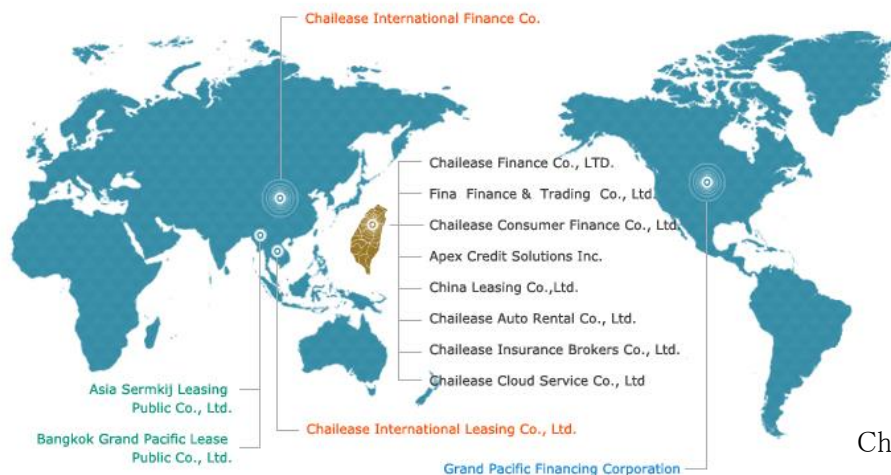 Chailease International Finance Co.
Chailease Finance Co., LTD.
Fina Finance & Trading Co., Ltd.
Chailease Consumer Finance Co., Ltd.
Apex Credit Solutions Inc.
China Leasing Co.,Ltd.
Chailease Auto Rental Co., Ltd.
Chailease Insurance Brokers Co., Ltd.
Chailease Cloud Service Co., Ltd
Asia Sermkij Leasing
Public Co., Ltd.
Bangkok Grand Pacific Lease
Public Co., Ltd.
Chailease International Leasing Co., Ltd.
Grand Pacific Financing Corporation
Ch